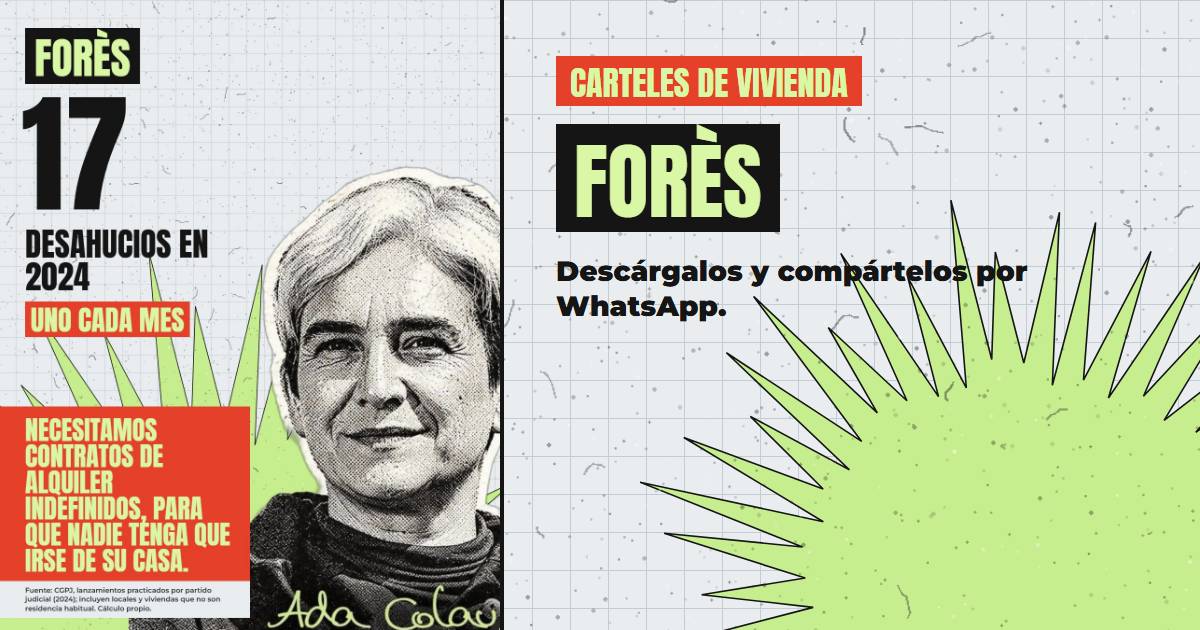 FORÈS
17
DESAHUCIOS EN
2024
UNO CADA MES
NECESITAMOS
CONTRATOS DE
ALQUILER
INDEFINIDOS, PARA
QUE NADIE TENGA QUE
IRSE DE SU CASA.
Fuente: CGPJ, lanzamientos practicados por partido
judicial (2024); incluyen locales y viviendas que no son
residencia habitual. Cálculo propio.
Ada Colau
CARTELES DE VIVIENDA
FORÈS
Descárgalos y compártelos por
WhatsApp.